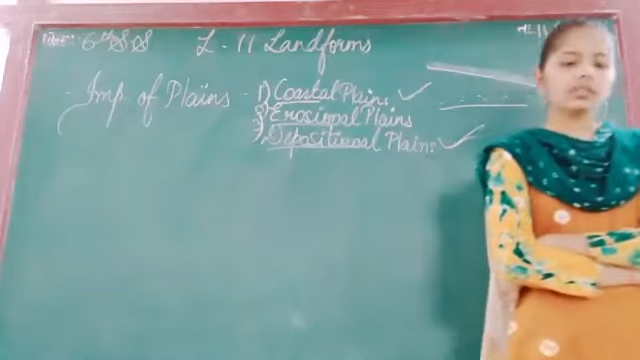 6th S S L-11 Landforms
- Imp. of Plains - 1) Coastal Plains ✓
2) Erosional Plains
3) Depositional Plains ✓